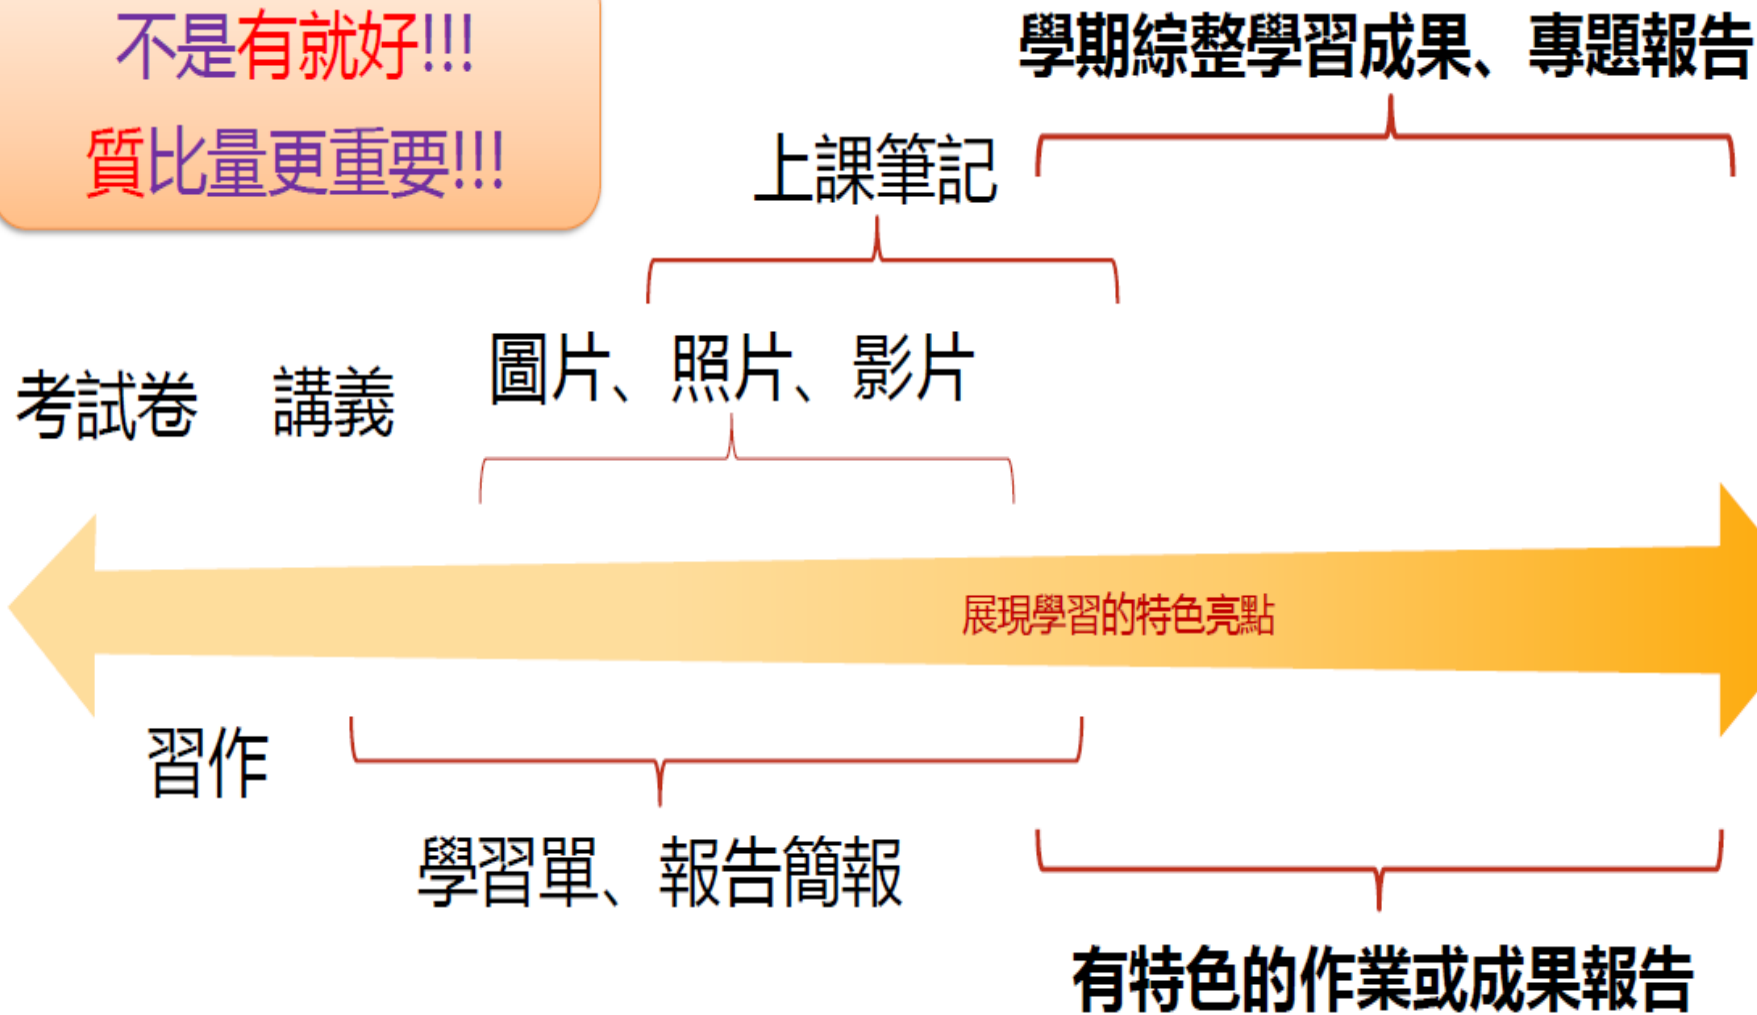 不是有就好!!!
質比量更重要!!!
學期綜整學習成果、專題報告
上課筆記
圖片、照片、影片
考試卷
講義
展現學習的特色亮點
習作
學習單、報告簡報
有特色的作業或成果報告